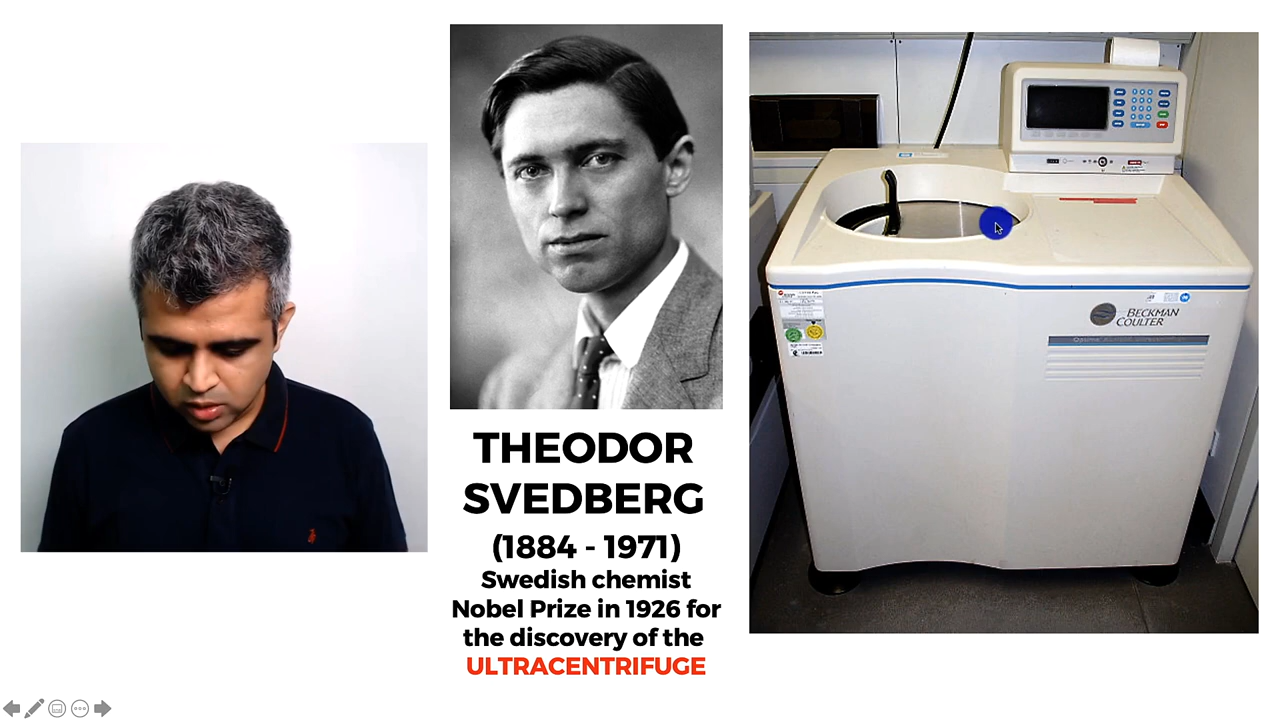 THEODOR
SVEDBERG
(1884 - 1971)
Swedish chemist
Nobel Prize in 1926 for
the discovery of the
ULTRACENTRIFUGE
BECKMAN
COULTER